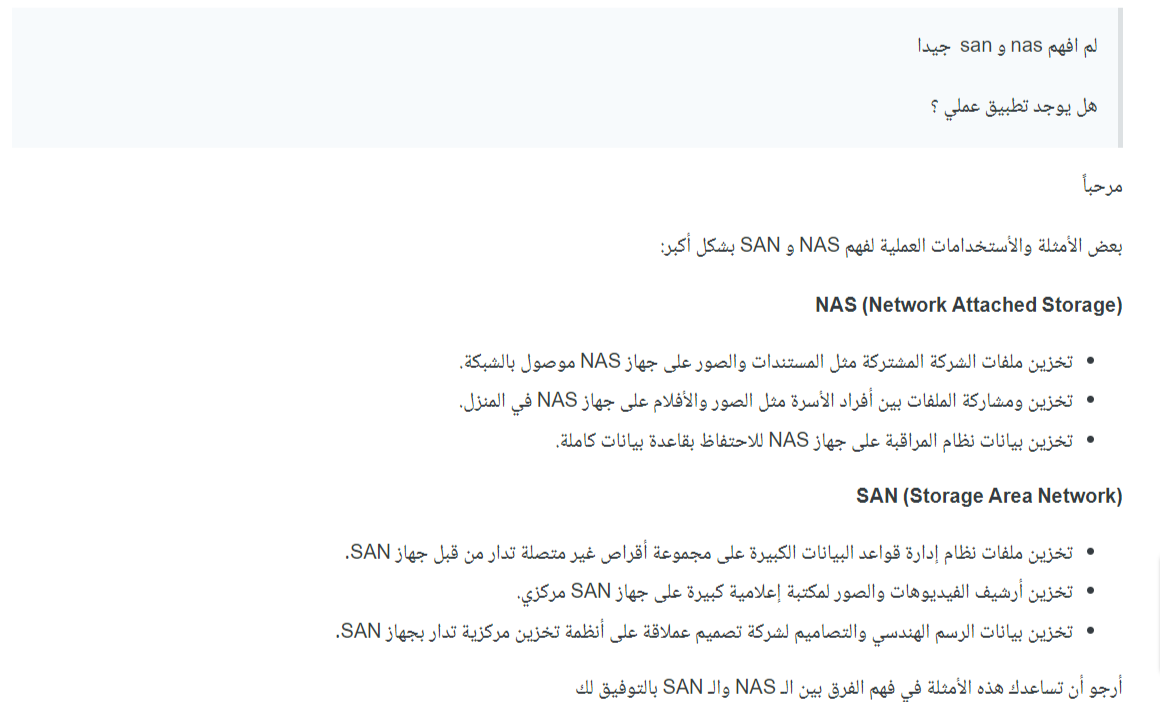 لم افهم nas و san جيدا
هل يوجد تطبيق عملي ؟
مرحباً
بعض الأمثلة والأستخدامات العملية لفهم NAS و SAN بشكل أكبر:
NAS (Network Attached Storage)
• تخزين ملفات الشركة المشتركة مثل المستندات والصور على جهاز NAS موصول بالشبكة.
• تخزين ومشاركة الملفات بين أفراد الأسرة مثل الصور والأفلام على جهاز NAS في المنزل.
• تخزين بيانات نظام المراقبة على جهاز NAS للاحتفاظ بقاعدة بيانات كاملة.
SAN (Storage Area Network)
• تخزين ملفات نظام إدارة قواعد البيانات الكبيرة على مجموعة أقراص غير متصلة تدار من قبل جهاز SAN.
• تخزين أرشيف الفيديوهات والصور لمكتبة إعلامية كبيرة على جهاز SAN مركزي.
• تخزين بيانات الرسم الهندسي والتصاميم لشركة تصميم عملاقة على أنظمة تخزين مركزية تدار بجهاز SAN.
أرجو أن تساعدك هذه الأمثلة في فهم الفرق بين الـ NAS والـ SAN بالتوفيق لك